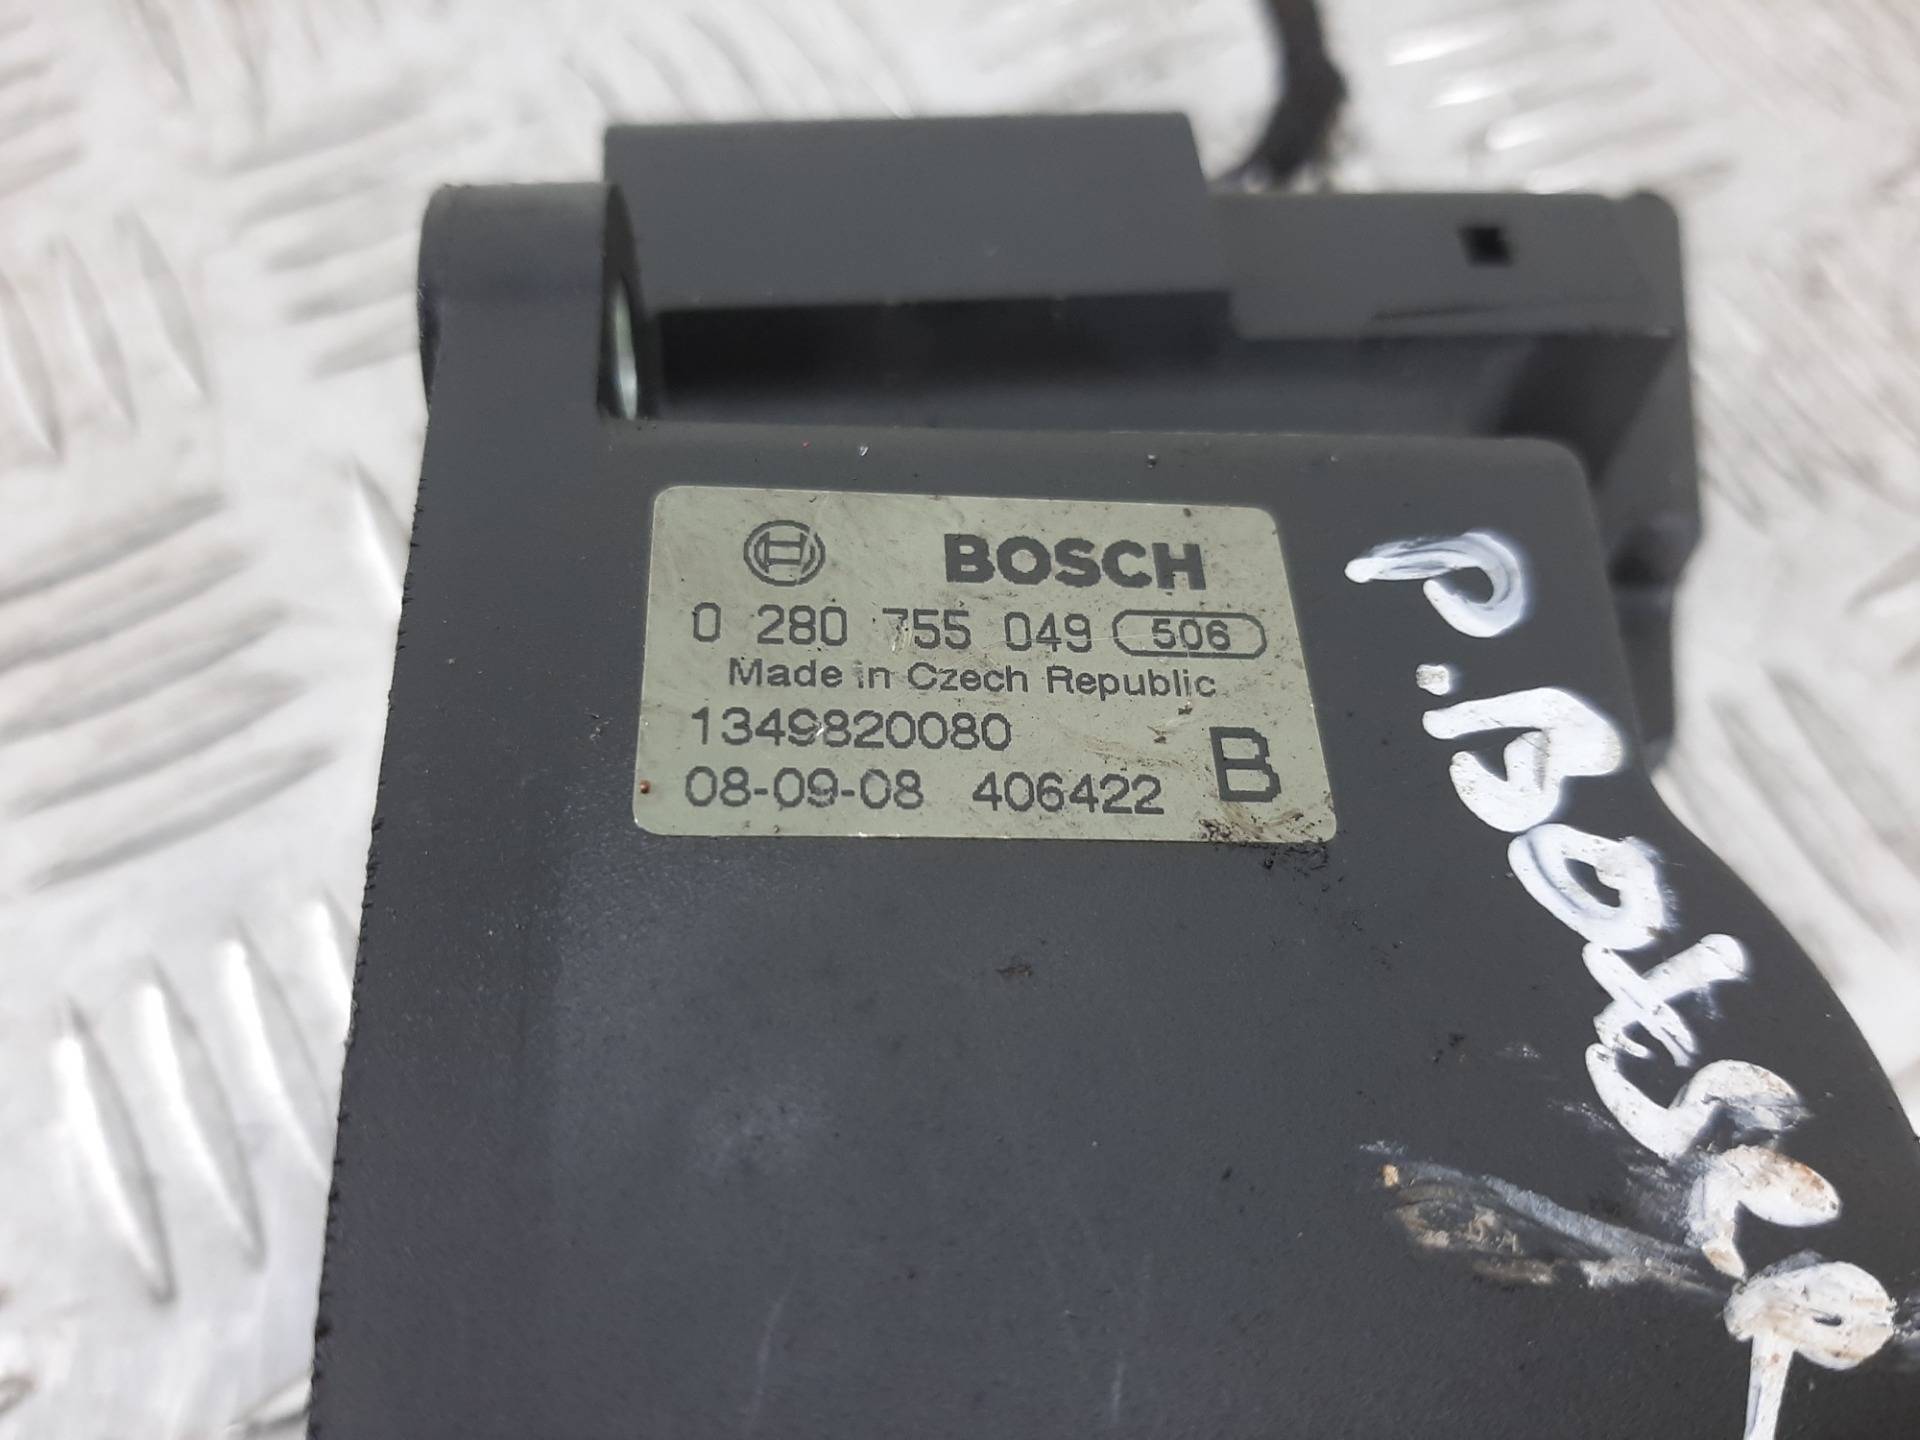 BOSCH
0 280 755 049 506
Made in Czech Republic
1349820080
08-09-08 406422 B